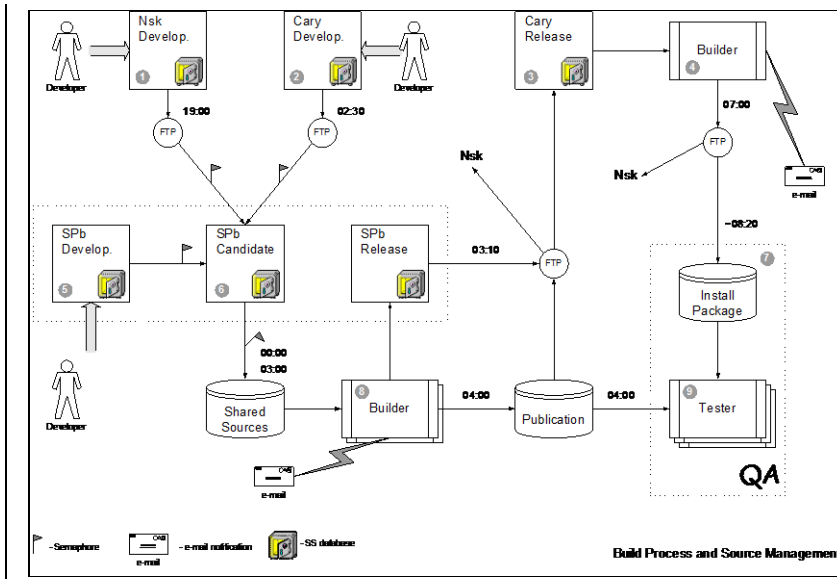 Nsk
Develop.
1
Cary
Develop.
2
Cary
Release
3
Builder
4
Developer
Developer
19:00
02:30
07:00
FTP
FTP
FTP
Nsk
Nsk
e-mail
~08:20
SPb
Develop.
5
SPb
Candidate
6
SPb
Release
03:10
FTP
7
Install
Package
00:00
03:00
Developer
Shared
Sources
8
Builder
04:00
Publication
04:00
9
Tester
e-mail
QA
- Semaphore
e-mail
- e-mail notification
- SS database
Build Process and Source Managemen